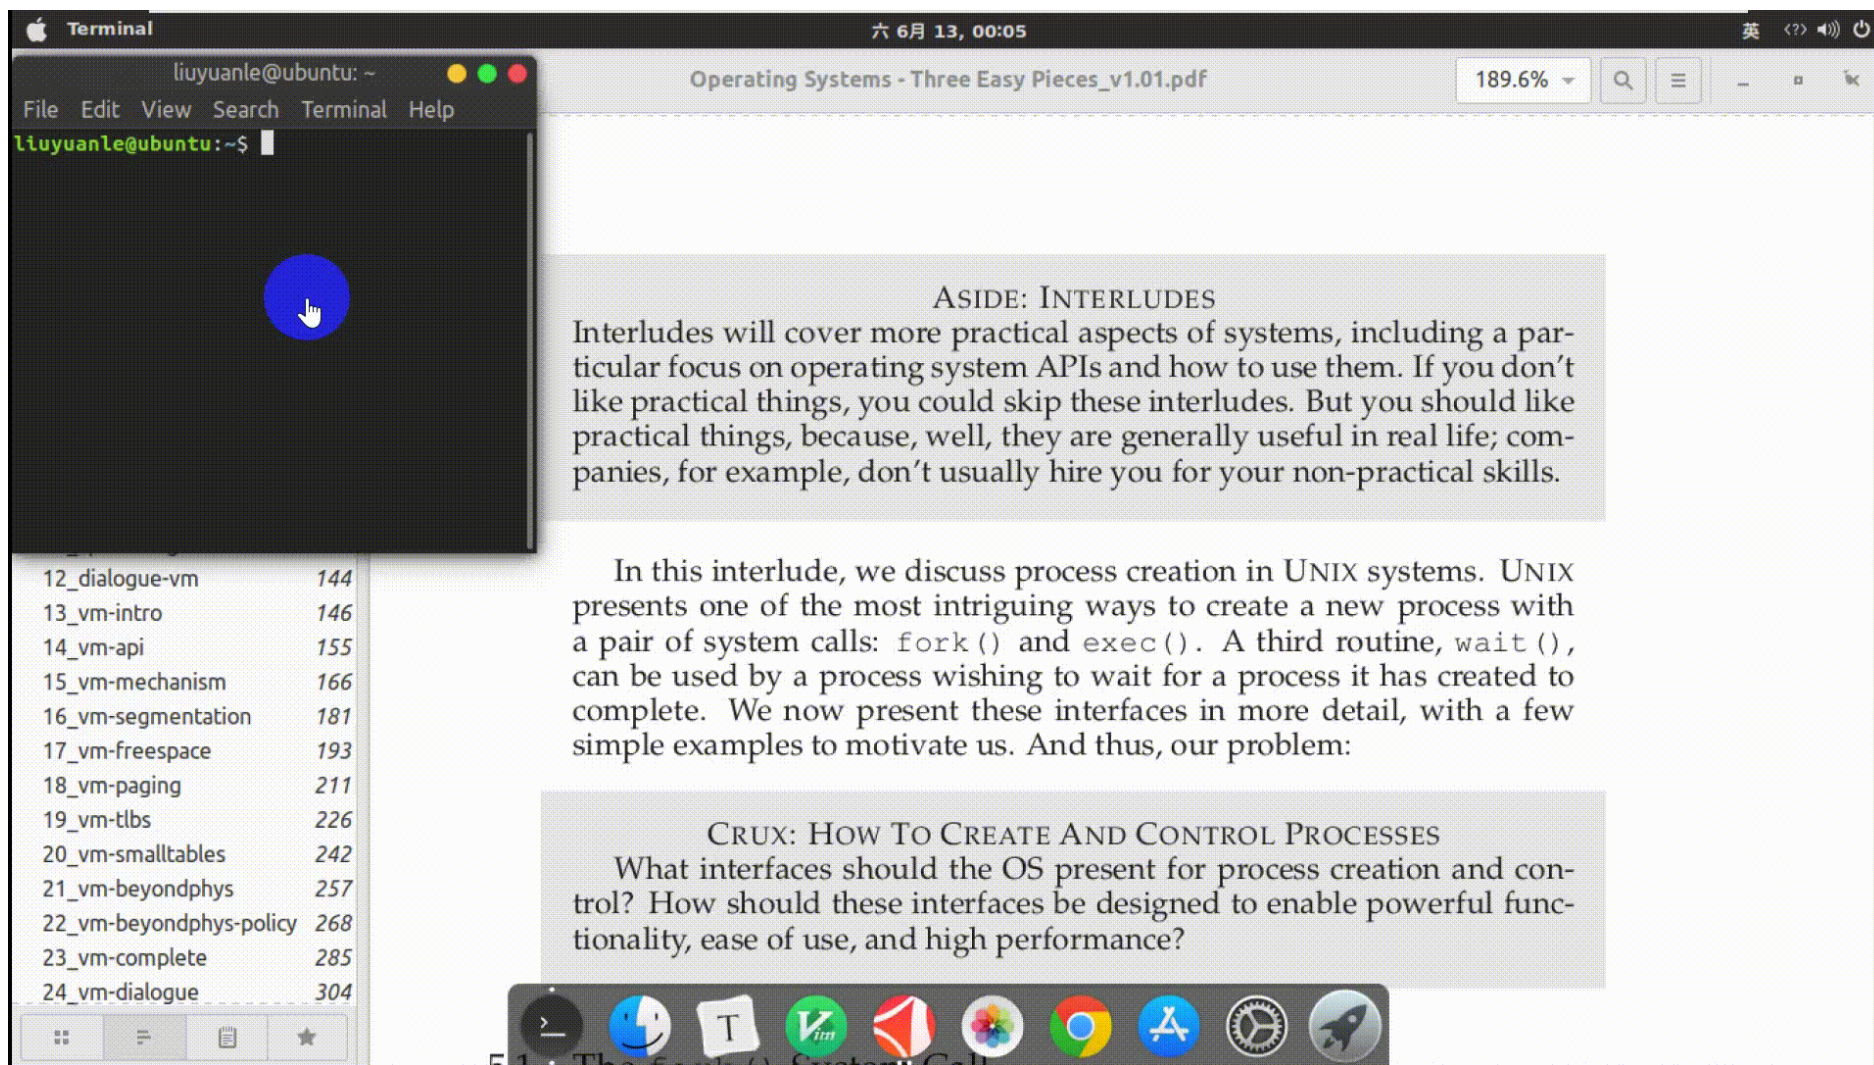 Terminal
六 6月 13, 00:05
英
liuyuanle@ubuntu: ~
File Edit View Search Terminal Help
liuyuanle@ubuntu:~$
Operating Systems - Three Easy Pieces_v1.01.pdf
189.6%
12_dialogue-vm 144
13_vm-intro 146
14_vm-api 155
15_vm-mechanism 166
16_vm-segmentation 181
17_vm-freespace 193
18_vm-paging 211
19_vm-tlbs 226
20_vm-smalltables 242
21_vm-beyondphys 257
22_vm-beyondphys-policy 268
23_vm-complete 285
24_vm-dialogue 304
ASIDE: INTERLUDES
Interludes will cover more practical aspects of systems, including a par-
ticular focus on operating system APIs and how to use them. If you don't
like practical things, you could skip these interludes. But you should like
practical things, because, well, they are generally useful in real life; com-
panies, for example, don't usually hire you for your non-practical skills.
In this interlude, we discuss process creation in UNIX systems. UNIX
presents one of the most intriguing ways to create a new process with
a pair of system calls: fork() and exec(). A third routine, wait(),
can be used by a process wishing to wait for a process it has created to
complete. We now present these interfaces in more detail, with a few
simple examples to motivate us. And thus, our problem:
CRUX: HOW TO CREATE AND CONTROL PROCESSES
What interfaces should the OS present for process creation and con-
trol? How should these interfaces be designed to enable powerful func-
tionality, ease of use, and high performance?
T
Vim
5.1 The fork() System Call